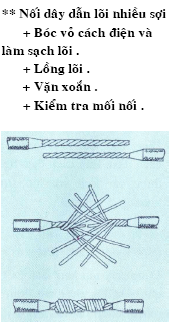 ** Nối dây dẫn lõi nhiều sợi
+ Bóc vỏ cách điện và
làm sạch lõi .
+ Lồng lõi .
+ Vặn xoắn .
+ Kiểm tra mối nối .